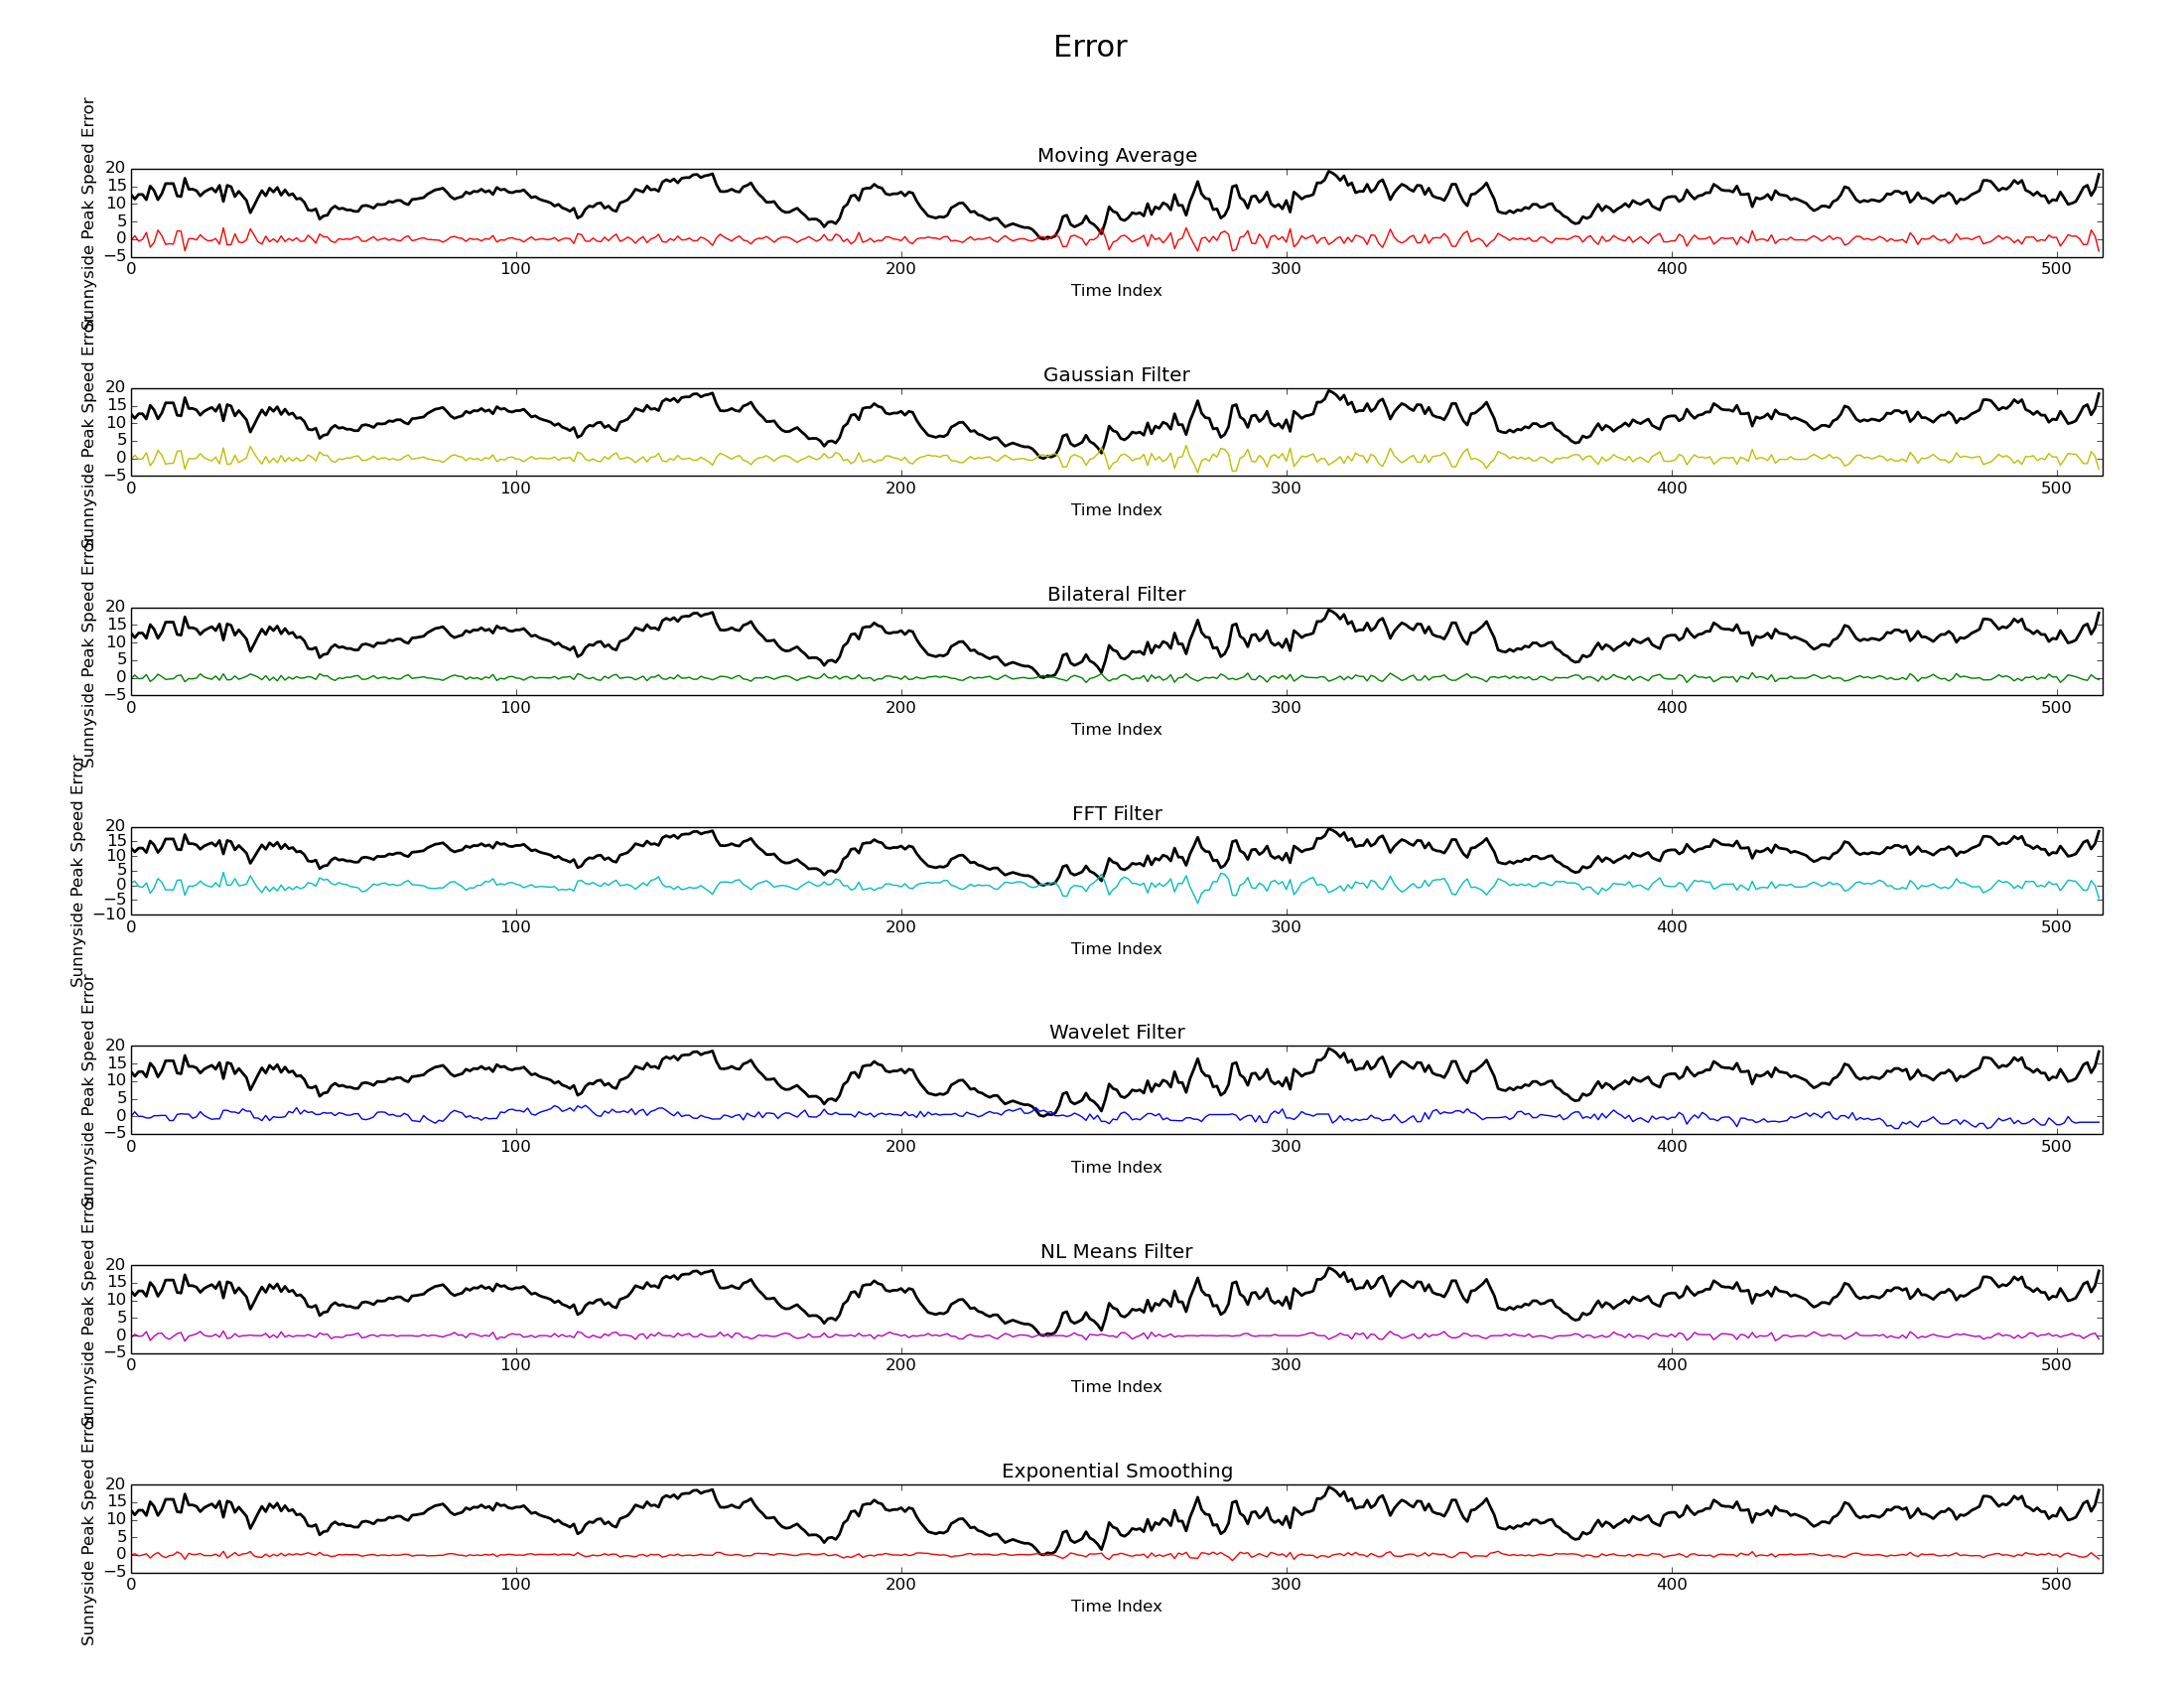 Error
Moving Average
Sunnyside Peak Speed Error
20
15
10
5
0
−5
0 100 200 300 400 500
Time Index
Gaussian Filter
Sunnyside Peak Speed Error
20
15
10
5
0
−5
0 100 200 300 400 500
Time Index
Bilateral Filter
Sunnyside Peak Speed Error
20
15
10
5
0
−5
0 100 200 300 400 500
Time Index
FFT Filter
Sunnyside Peak Speed Error
20
15
10
5
0
−5
−10
0 100 200 300 400 500
Time Index
Wavelet Filter
Sunnyside Peak Speed Error
20
15
10
5
0
−5
0 100 200 300 400 500
Time Index
NL Means Filter
Sunnyside Peak Speed Error
20
15
10
5
0
−5
0 100 200 300 400 500
Time Index
Exponential Smoothing
Sunnyside Peak Speed Error
20
15
10
5
0
−5
0 100 200 300 400 500
Time Index